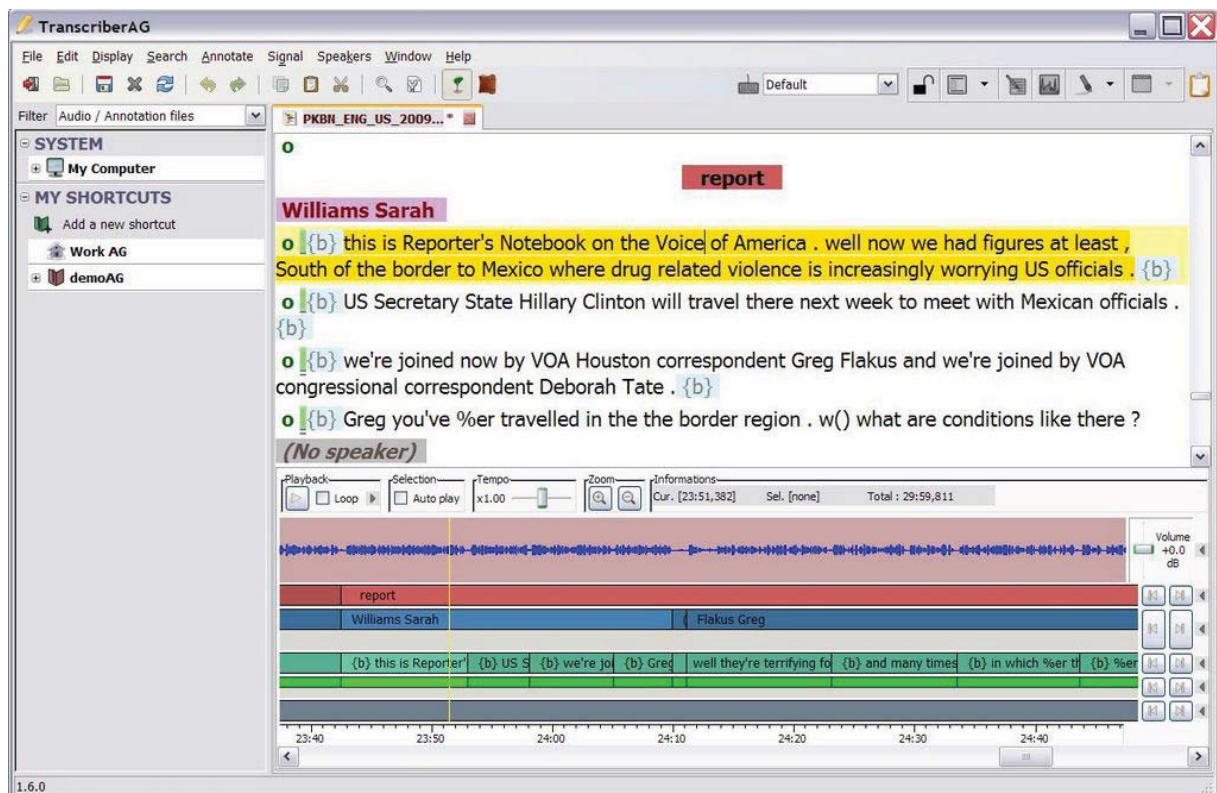 TranscriberAG
File Edit Display Search Annotate Signal Speakers Window Help
Default
Filter Audio / Annotation files
PKBN_ENG_US_2009...*
SYSTEM
My Computer
MY SHORTCUTS
Add a new shortcut
Work AG
demoAG
o
report
Williams Sarah
o {b} this is Reporter's Notebook on the Voice of America . well now we had figures at least ,
South of the border to Mexico where drug related violence is increasingly worrying US officials . {b}
o {b} US Secretary State Hillary Clinton will travel there next week to meet with Mexican officials .
{b}
o {b} we're joined now by VOA Houston correspondent Greg Flakus and we're joined by VOA
congressional correspondent Deborah Tate . {b}
o {b} Greg you've %er travelled in the the border region . w() what are conditions like there ?
(No speaker)
Playback Selection Tempo Zoom Informations
Loop Auto play x1.00 Cur. [23:51,382] Sel. [none] Total : 29:59,811
Volume
+0.0
dB
report
Williams Sarah Flakus Greg
{b} this is Reporter' {b} US S {b} we're joi {b} Greg well they're terrifying fo {b} and many times {b} in which %er th {b} %er
23:40 23:50 24:00 24:10 24:20 24:30 24:40
1.6.0